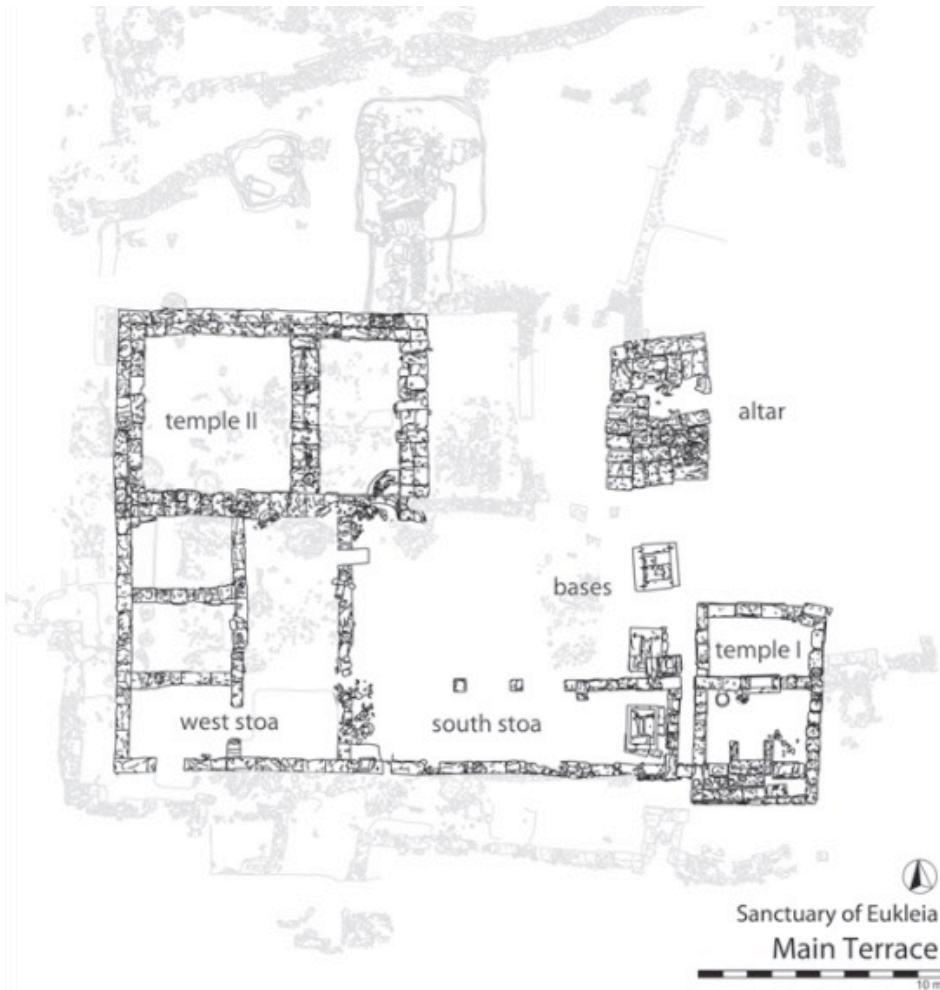 temple II
altar
bases
temple I
west stoa
south stoa
Sanctuary of Eukleia
Main Terrace
10 m